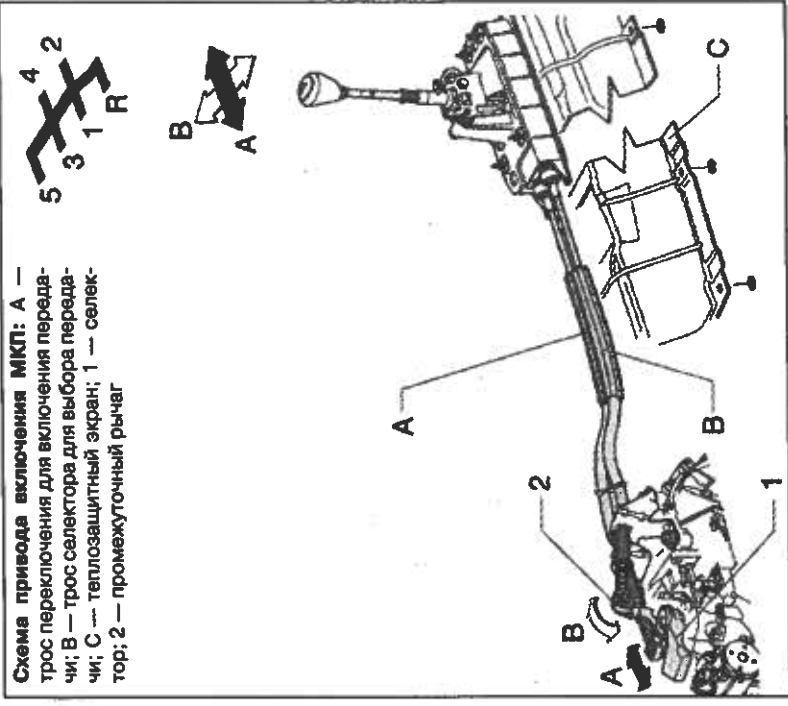 Схема привода включения МКП: А —
трос переключения для включения переда-
чи; В — трос селектора для выбора переда-
чи; С — теплозащитный экран; 1 — селек-
тор; 2 — промежуточный рычаг
5
4
3
2
1
R
B
A
C
A
B
2
B
A
1